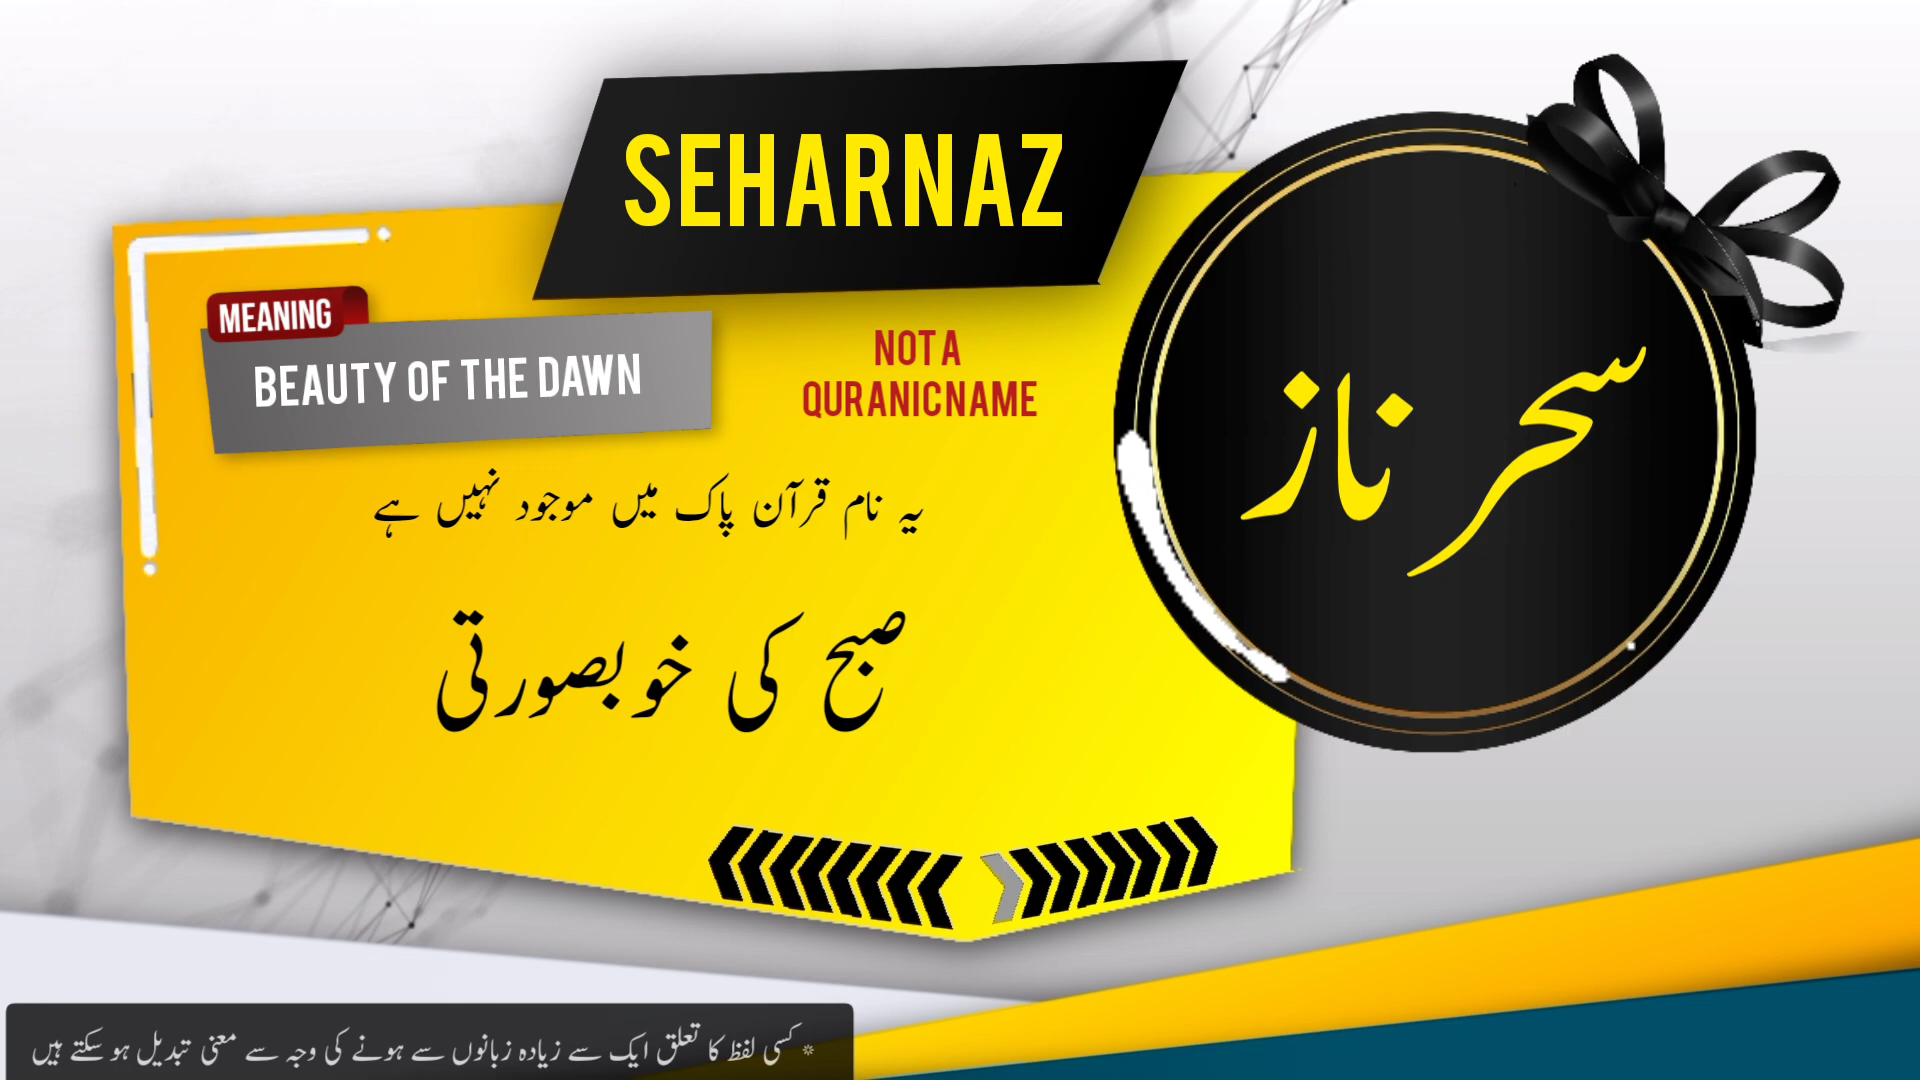 SEHARNAZ
MEANING
BEAUTY OF THE DAWN
NOT A
QURANIC NAME
سحر ناز
یہ نام قرآن پاک میں موجود نہیں ہے
صبح کی خوبصورتی
* کسی لفظ کا تعلق ایک سے زیادہ زبانوں سے ہونے کی وجہ سے معنی تبدیل ہو سکتے ہیں